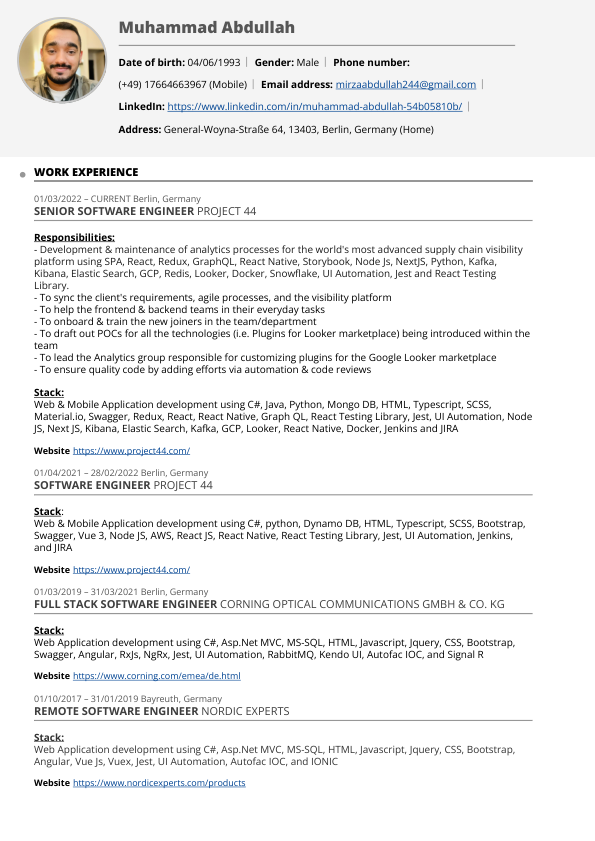 Muhammad Abdullah
Date of birth: 04/06/1993 | Gender: Male | Phone number:
(+49) 17664663967 (Mobile) | Email address: mirzaabdullah244@gmail.com |
LinkedIn: https://www.linkedin.com/in/muhammad-abdullah-54b05810b/ |
Address: General-Woyna-Straße 64, 13403, Berlin, Germany (Home)
WORK EXPERIENCE
01/03/2022 – CURRENT Berlin, Germany
SENIOR SOFTWARE ENGINEER PROJECT 44
Responsibilities:
- Development & maintenance of analytics processes for the world's most advanced supply chain visibility
platform using SPA, React, Redux, GraphQL, React Native, Storybook, Node Js, NextJS, Python, Kafka,
Kibana, Elastic Search, GCP, Redis, Looker, Docker, Snowflake, UI Automation, Jest and React Testing
Library.
- To sync the client's requirements, agile processes, and the visibility platform
- To help the frontend & backend teams in their everyday tasks
- To onboard & train the new joiners in the team/department
- To draft out POCs for all the technologies (i.e. Plugins for Looker marketplace) being introduced within the
team
- To lead the Analytics group responsible for customizing plugins for the Google Looker marketplace
- To ensure quality code by adding efforts via automation & code reviews
Stack:
Web & Mobile Application development using C#, Java, Python, Mongo DB, HTML, Typescript, SCSS,
Material.io, Swagger, Redux, React, React Native, Graph QL, React Testing Library, Jest, UI Automation, Node
JS, Next JS, Kibana, Elastic Search, Kafka, GCP, Looker, React Native, Docker, Jenkins and JIRA
Website https://www.project44.com/
01/04/2021 – 28/02/2022 Berlin, Germany
SOFTWARE ENGINEER PROJECT 44
Stack:
Web & Mobile Application development using C#, python, Dynamo DB, HTML, Typescript, SCSS, Bootstrap,
Swagger, Vue 3, Node JS, AWS, React JS, React Native, React Testing Library, Jest, UI Automation, Jenkins,
and JIRA
Website https://www.project44.com/
01/03/2019 – 31/03/2021 Berlin, Germany
FULL STACK SOFTWARE ENGINEER CORNING OPTICAL COMMUNICATIONS GMBH & CO. KG
Stack:
Web Application development using C#, Asp.Net MVC, MS-SQL, HTML, Javascript, Jquery, CSS, Bootstrap,
Swagger, Angular, RxJs, NgRx, Jest, UI Automation, RabbitMQ, Kendo UI, Autofac IOC, and Signal R
Website https://www.corning.com/emea/de.html
01/10/2017 – 31/01/2019 Bayreuth, Germany
REMOTE SOFTWARE ENGINEER NORDIC EXPERTS
Stack:
Web Application development using C#, Asp.Net MVC, MS-SQL, HTML, Javascript, Jquery, CSS, Bootstrap,
Angular, Vue Js, Vuex, Jest, UI Automation, Autofac IOC, and IONIC
Website https://www.nordicexperts.com/products